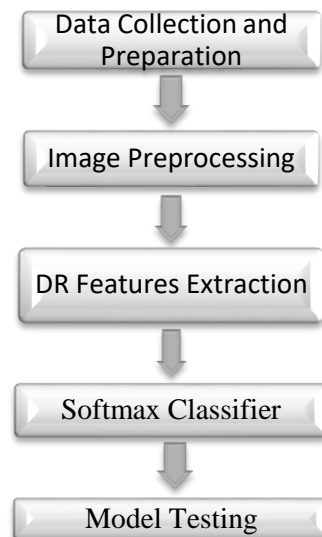 Data Collection and
Preparation
Image Preprocessing
DR Features Extraction
Softmax Classifier
Model Testing